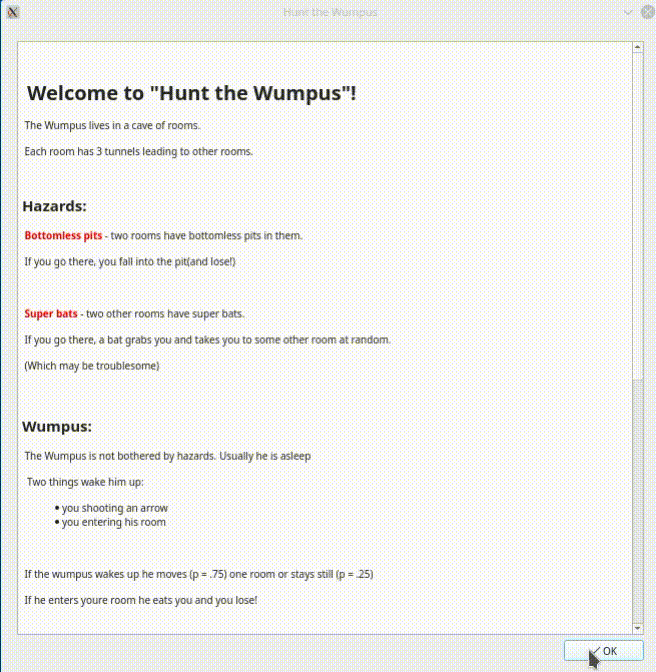 Hunt the Wumpus
Welcome to "Hunt the Wumpus"!
The Wumpus lives in a cave of rooms.
Each room has 3 tunnels leading to other rooms.
Hazards:
Bottomless pits - two rooms have bottomless pits in them.
If you go there, you fall into the pit(and lose!)
Super bats - two other rooms have super bats.
If you go there, a bat grabs you and takes you to some other room at random.
(Which may be troublesome)
Wumpus:
The Wumpus is not bothered by hazards. Usually he is asleep
Two things wake him up:
• you shooting an arrow
• you entering his room
If the wumpus wakes up he moves (p = .75) one room or stays still (p = .25)
If he enters youre room he eats you and you lose!
OK